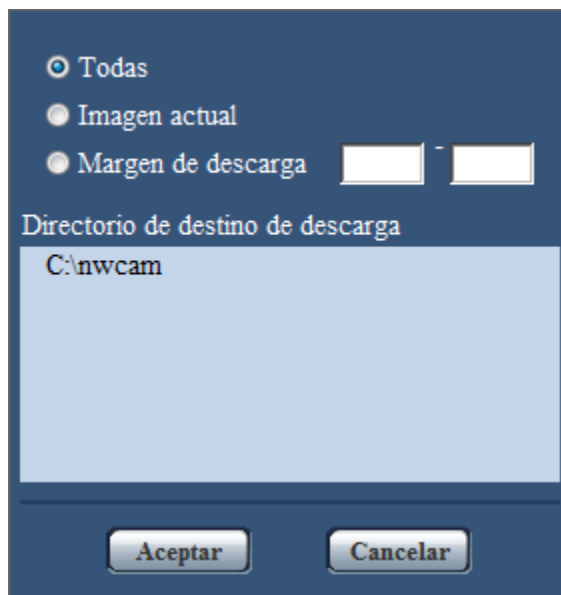 Todas
Imagen actual
Margen de descarga -
Directorio de destino de descarga
C:\nwcam
Aceptar Cancelar